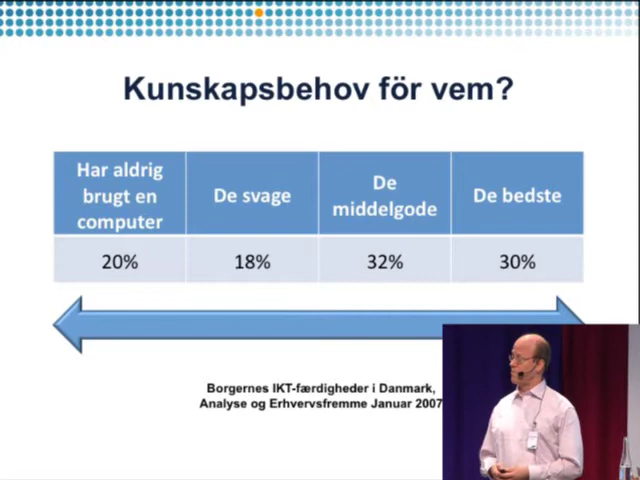 Kunskapsbehov för vem?
Har aldrig
brugt en
computer
De svage
De
middelgode
De bedste
20%
18%
32%
30%
Borgernes IKT-færdigheder i Danmark,
Analyse og Erhvervsfremme Januar 2007